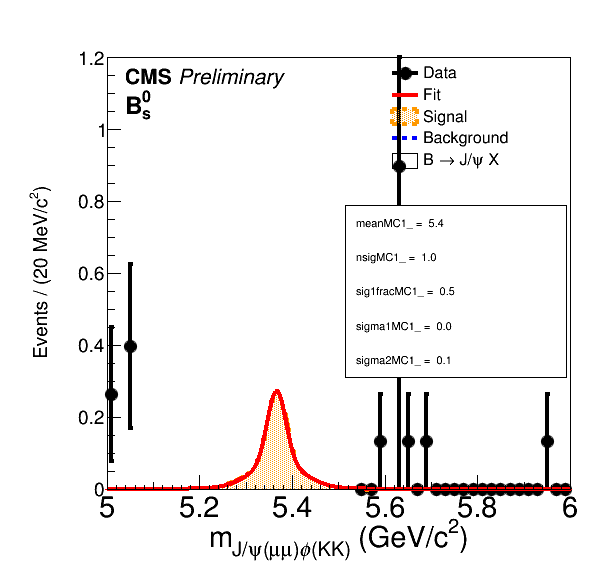 CMS Preliminary
B⁰ₛ
Data
Fit
Signal
Background
B → J/ψ X
meanMC1_ = 5.4
nsigMC1_ = 1.0
sig1fracMC1_ = 0.5
sigma1MC1_ = 0.0
sigma2MC1_ = 0.1
Events / (20 MeV/c²)
1.2
1
0.8
0.6
0.4
0.2
0
5 5.2 5.4 5.6 5.8 6
m_J/ψ(μμ)φ(KK) (GeV/c²)